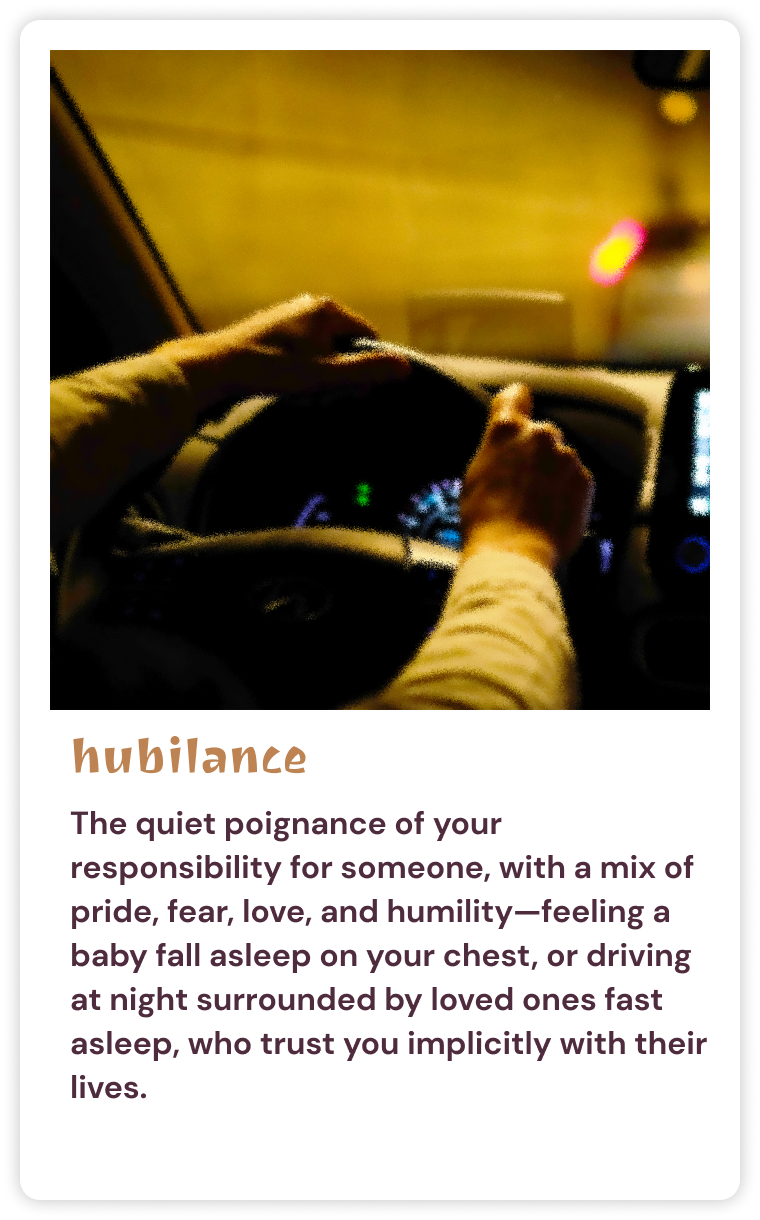 hubilance
The quiet poignance of your
responsibility for someone, with a mix of
pride, fear, love, and humility—feeling a
baby fall asleep on your chest, or driving
at night surrounded by loved ones fast
asleep, who trust you implicitly with their
lives.